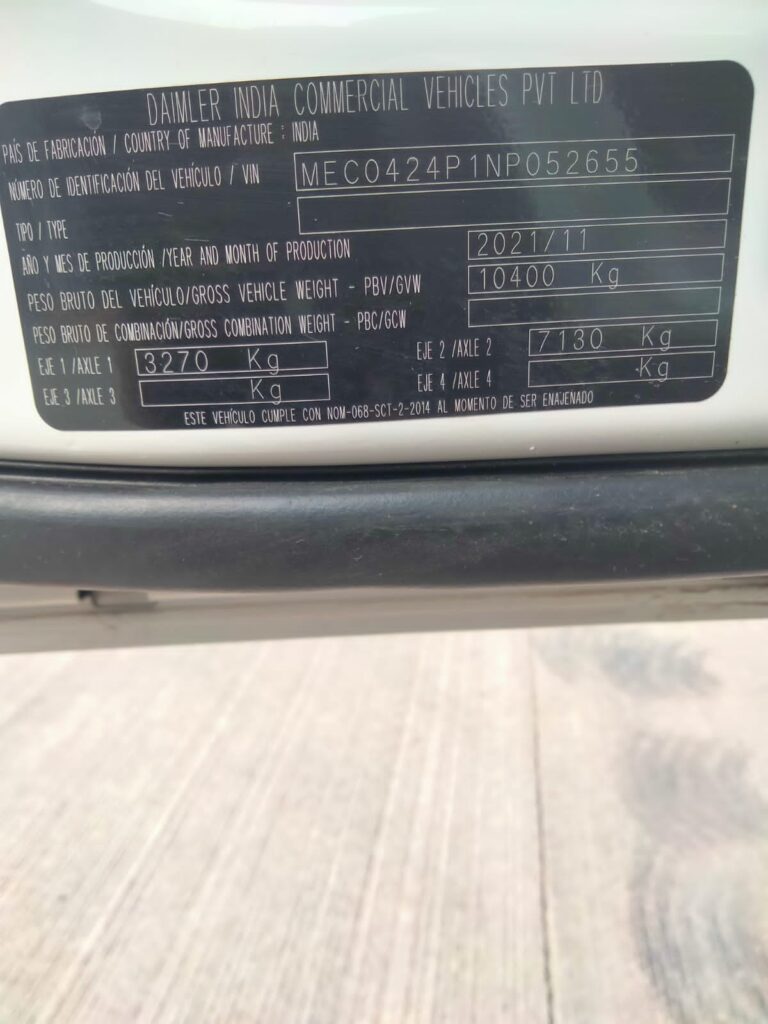 DAIMLER INDIA COMMERCIAL VEHICLES PVT LTD
PAÍS DE FABRICACIÓN / COUNTRY OF MANUFACTURE : INDIA
NÚMERO DE IDENTIFICACIÓN DEL VEHÍCULO / VIN MEC0424P1NP052655
TIPO / TYPE
AÑO Y MES DE PRODUCCIÓN /YEAR AND MONTH OF PRODUCTION 2021/11
PESO BRUTO DEL VEHÍCULO/GROSS VEHICLE WEIGHT - PBV/GVW 10400 Kg
PESO BRUTO DE COMBINACIÓN/GROSS COMBINATION WEIGHT - PBC/GCW
EJE 1 /AXLE 1 3270 Kg EJE 2 /AXLE 2 7130 Kg
EJE 3 /AXLE 3 Kg EJE 4 /AXLE 4 Kg
ESTE VEHÍCULO CUMPLE CON NOM-068-SCT-2-2014 AL MOMENTO DE SER ENAJENADO